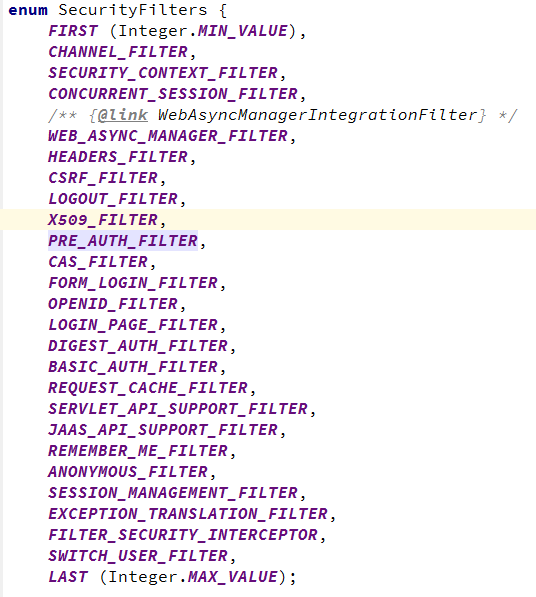 enum SecurityFilters {
FIRST (Integer.MIN_VALUE),
CHANNEL_FILTER,
SECURITY_CONTEXT_FILTER,
CONCURRENT_SESSION_FILTER,
/** {@link WebAsyncManagerIntegrationFilter} */
WEB_ASYNC_MANAGER_FILTER,
HEADERS_FILTER,
CSRF_FILTER,
LOGOUT_FILTER,
X509_FILTER,
PRE_AUTH_FILTER,
CAS_FILTER,
FORM_LOGIN_FILTER,
OPENID_FILTER,
LOGIN_PAGE_FILTER,
DIGEST_AUTH_FILTER,
BASIC_AUTH_FILTER,
REQUEST_CACHE_FILTER,
SERVLET_API_SUPPORT_FILTER,
JAAS_API_SUPPORT_FILTER,
REMEMBER_ME_FILTER,
ANONYMOUS_FILTER,
SESSION_MANAGEMENT_FILTER,
EXCEPTION_TRANSLATION_FILTER,
FILTER_SECURITY_INTERCEPTOR,
SWITCH_USER_FILTER,
LAST (Integer.MAX_VALUE);